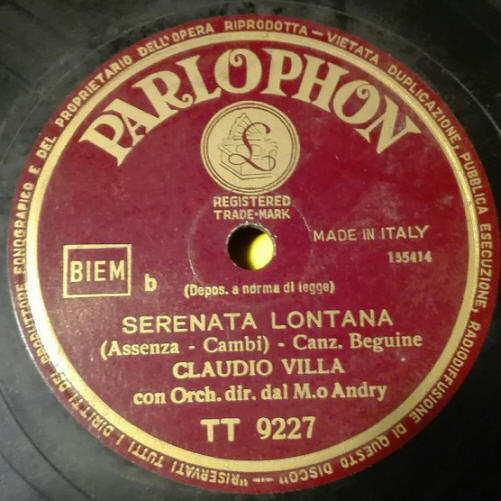 "RISERVATI TUTTI I DIRITTI DEL PRODUTTORE FONOGRAFICO E DEL PROPRIETARIO DELL'OPERA RIPRODOTTA - VIETATA DUPLICAZIONE, PUBBLICA ESECUZIONE, RADIODIFFUSIONE DI QUESTO DISCO" -
PARLOPHON
£
REGISTERED
TRADE-MARK
MADE IN ITALY
155414
BIEM
b
(Depos. a norma di legge)
SERENATA LONTANA
(Assenza - Cambi) - Canz. Beguine
CLAUDIO VILLA
con Orch. dir. dal M.o Andry
TT 9227